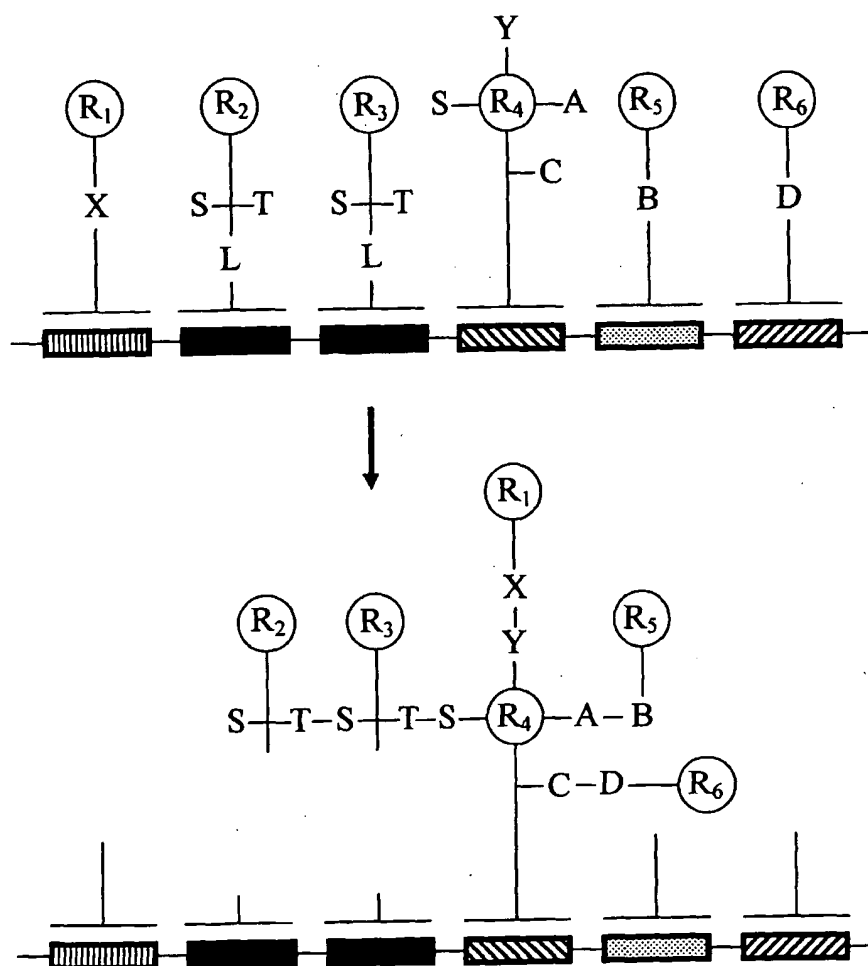 Y
R₁ R₂ R₃ S R₄ A R₅ R₆
C
X S T S T B D
L L
R₁
X
R₂ R₃ Y R₅
S T S T S R₄ A B
C D R₆